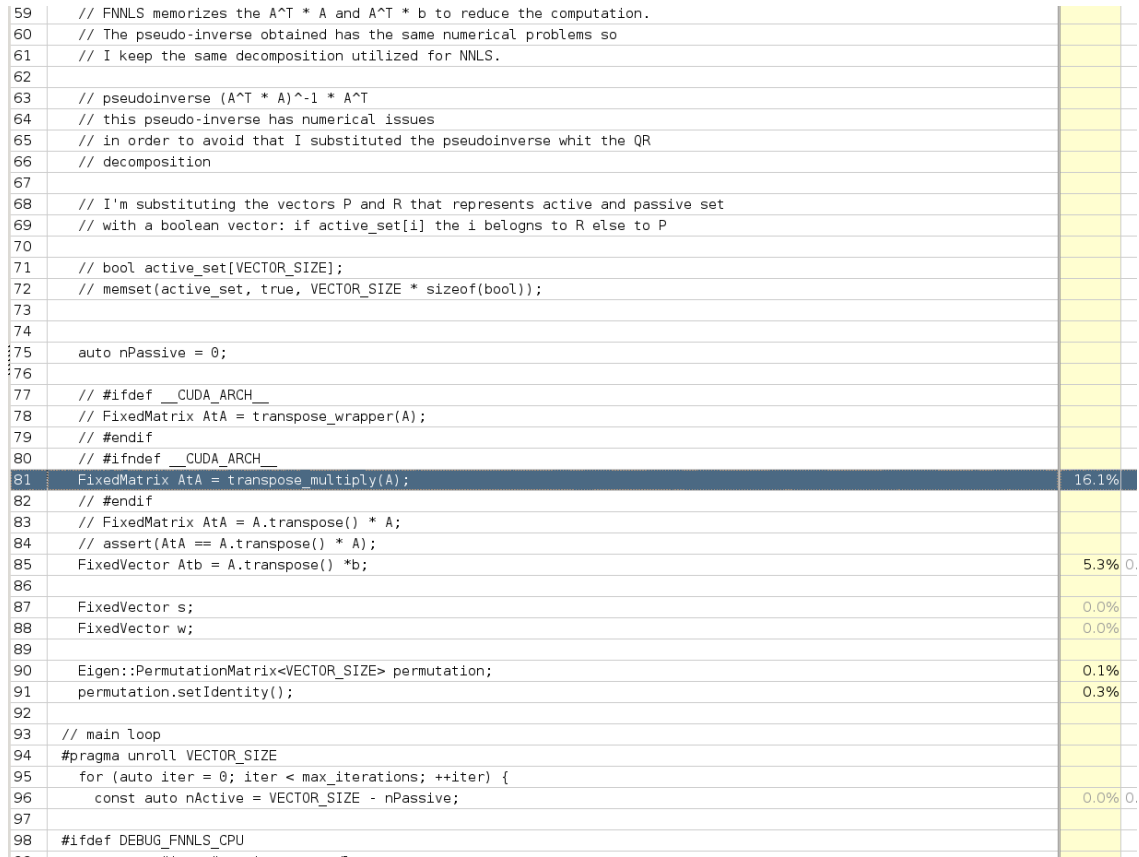 59 // FNNLS memorizes the A^T * A and A^T * b to reduce the computation.
60 // The pseudo-inverse obtained has the same numerical problems so
61 // I keep the same decomposition utilized for NNLS.
62
63 // pseudoinverse (A^T * A)^-1 * A^T
64 // this pseudo-inverse has numerical issues
65 // in order to avoid that I substituted the pseudoinverse whit the QR
66 // decomposition
67
68 // I'm substituting the vectors P and R that represents active and passive set
69 // with a boolean vector: if active_set[i] the i belogns to R else to P
70
71 // bool active_set[VECTOR_SIZE];
72 // memset(active_set, true, VECTOR_SIZE * sizeof(bool));
73
74
75 auto nPassive = 0;
76
77 // #ifdef __CUDA_ARCH__
78 // FixedMatrix AtA = transpose_wrapper(A);
79 // #endif
80 // #ifndef __CUDA_ARCH__
81 FixedMatrix AtA = transpose_multiply(A); 16.1%
82 // #endif
83 // FixedMatrix AtA = A.transpose() * A;
84 // assert(AtA == A.transpose() * A);
85 FixedVector Atb = A.transpose() *b; 5.3% 0.
86
87 FixedVector s; 0.0%
88 FixedVector w; 0.0%
89
90 Eigen::PermutationMatrix<VECTOR_SIZE> permutation; 0.1%
91 permutation.setIdentity(); 0.3%
92
93 // main loop
94 #pragma unroll VECTOR_SIZE
95 for (auto iter = 0; iter < max_iterations; ++iter) {
96 const auto nActive = VECTOR_SIZE - nPassive; 0.0% 0.
97
98 #ifdef DEBUG_FNNLS_CPU